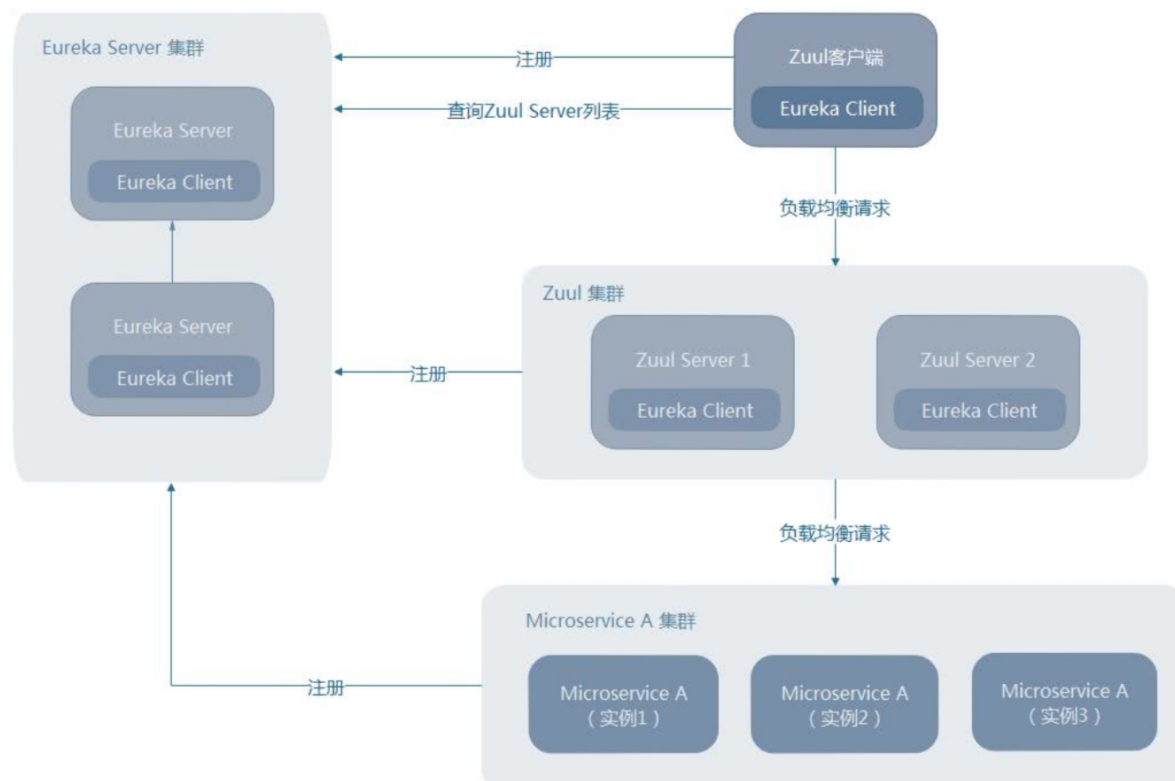 Eureka Server 集群
Eureka Server
Eureka Client
Eureka Server
Eureka Client
注册
查询Zuul Server列表
Zuul客户端
Eureka Client
负载均衡请求
Zuul 集群
Zuul Server 1
Eureka Client
Zuul Server 2
Eureka Client
注册
负载均衡请求
Microservice A 集群
Microservice A
（实例1）
Microservice A
（实例2）
Microservice A
（实例3）
注册